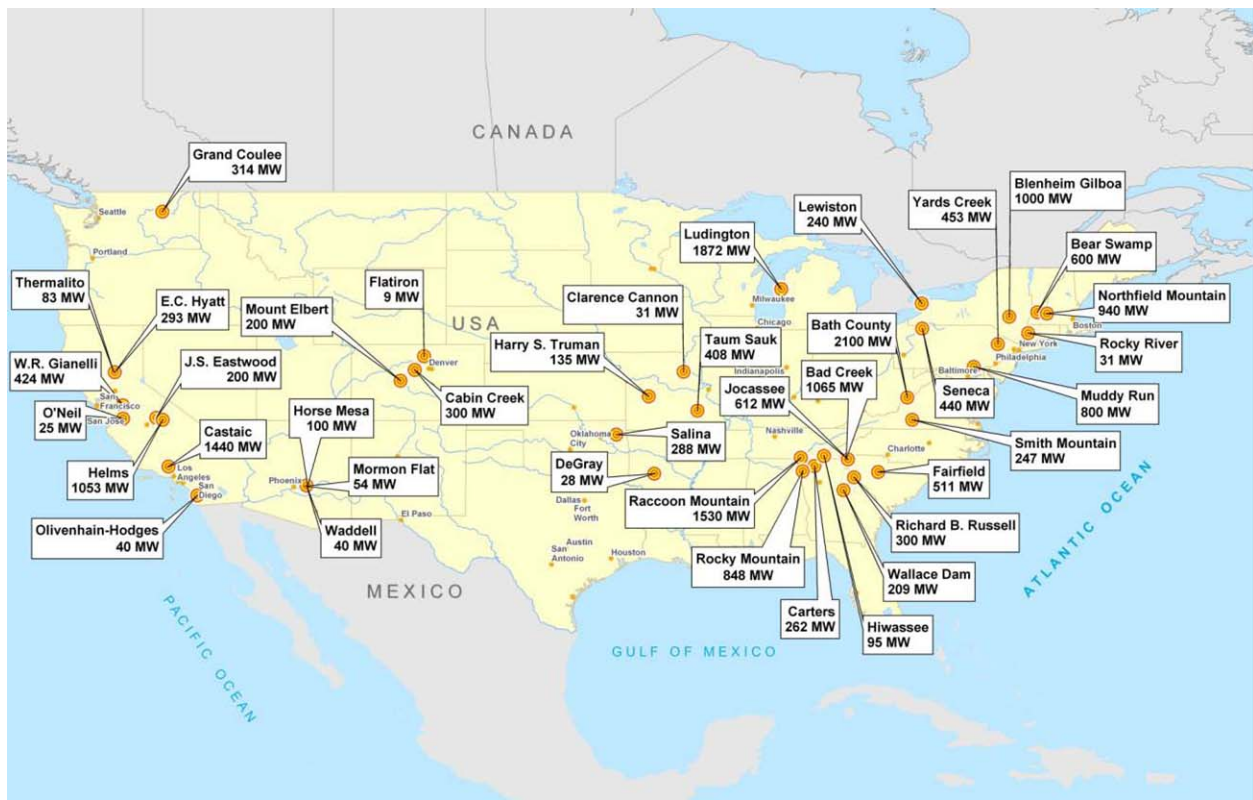 CANADA
Grand Coulee
314 MW
Seattle
Portland
Blenheim Gilboa
1000 MW
Yards Creek
453 MW
Lewiston
240 MW
Ludington
1872 MW
Bear Swamp
600 MW
Thermalito
83 MW
E.C. Hyatt
293 MW
Flatiron
9 MW
Mount Elbert
200 MW
USA
Clarence Cannon
31 MW
Milwaukee
Chicago
Northfield Mountain
940 MW
Boston
Bath County
2100 MW
Harry S. Truman
135 MW
Taum Sauk
408 MW
Indianapolis
Rocky River
31 MW
New York
Philadelphia
Baltimore
W.R. Gianelli
424 MW
J.S. Eastwood
200 MW
Denver
Bad Creek
1065 MW
Jocassee
612 MW
Seneca
440 MW
Muddy Run
800 MW
San
Francisco
San Jose
O'Neil
25 MW
Horse Mesa
100 MW
Cabin Creek
300 MW
Castaic
1440 MW
Los
Angeles
San
Diego
Oklahoma
City
Salina
288 MW
Nashville
Charlotte
Smith Mountain
247 MW
Helms
1053 MW
Phoenix
Mormon Flat
54 MW
DeGray
28 MW
Fairfield
511 MW
Raccoon Mountain
1530 MW
Dallas
Fort
Worth
El Paso
Olivenhain-Hodges
40 MW
Waddell
40 MW
Richard B. Russell
300 MW
Austin
San
Antonio
Houston
Rocky Mountain
848 MW
Wallace Dam
209 MW
MEXICO
Carters
262 MW
Hiwassee
95 MW
ATLANTIC OCEAN
PACIFIC OCEAN
GULF OF MEXICO